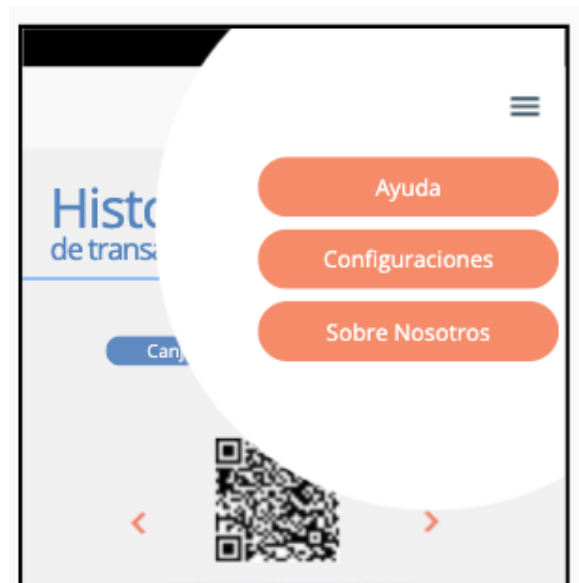 Histo
de transa
Ayuda
Configuraciones
Sobre Nosotros
Canj